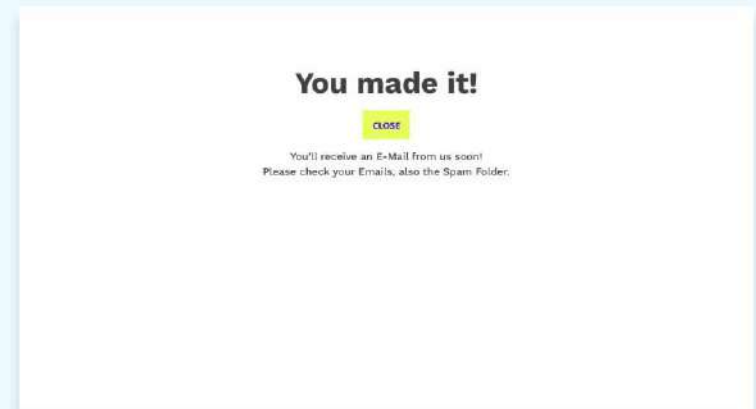 You made it!
CLOSE
You'll receive an E-Mail from us soon!
Please check your Emails, also the Spam Folder.